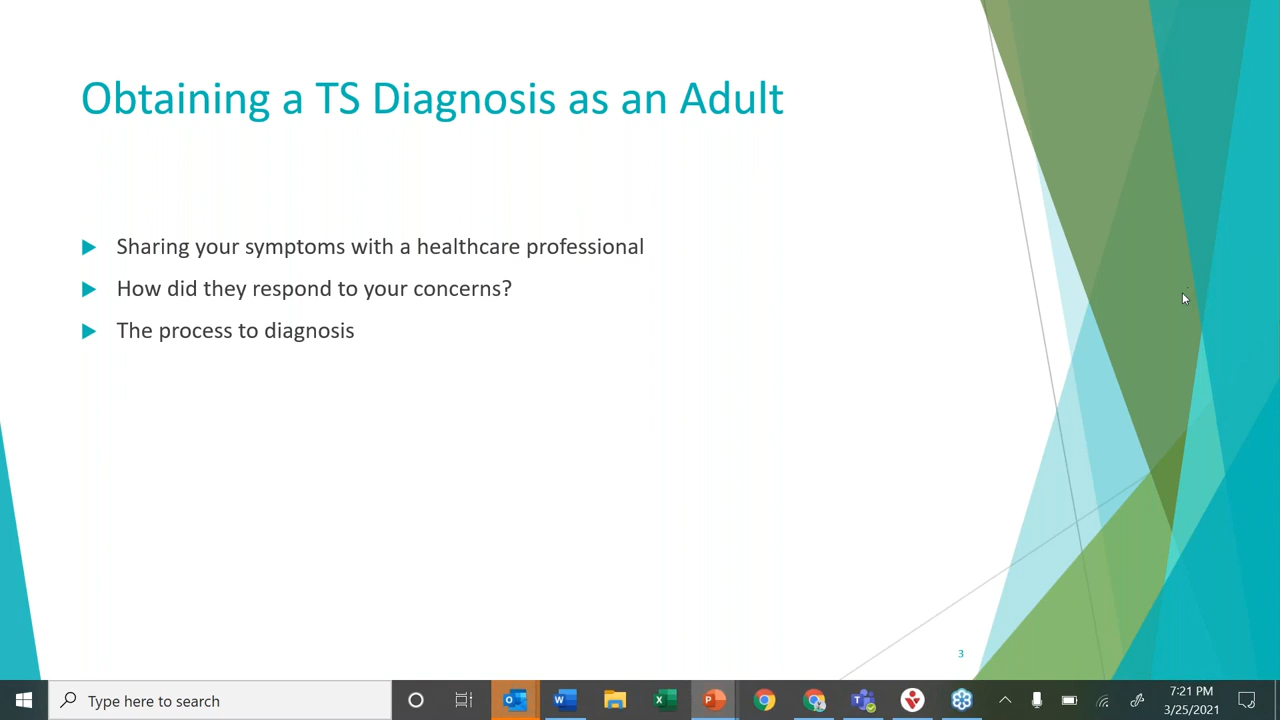 Obtaining a TS Diagnosis as an Adult
Sharing your symptoms with a healthcare professional
How did they respond to your concerns?
The process to diagnosis
3
Type here to search
7:21 PM
3/25/2021